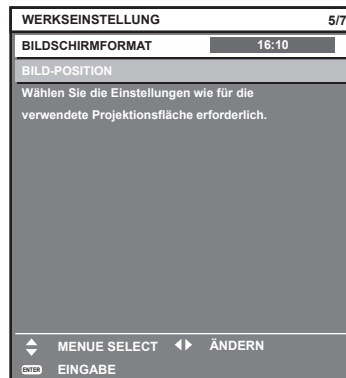 WERKSEINSTELLUNG 5/7
BILDSCHIRMFORMAT 16:10
BILD-POSITION
Wählen Sie die Einstellungen wie für die
verwendete Projektionsfläche erforderlich.
MENUE SELECT ÄNDERN
ENTER EINGABE